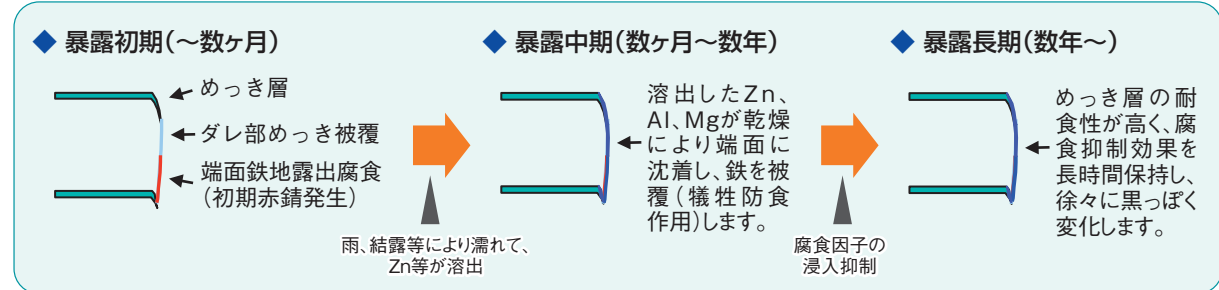 ◆ 暴露初期(〜数ヶ月)
めっき層
ダレ部めっき被覆
端面鉄地露出腐食
(初期赤錆発生)
雨、結露等により濡れて、
Zn等が溶出
◆ 暴露中期(数ヶ月〜数年)
溶出したZn、
Al、Mgが乾燥
により端面に
沈着し、鉄を被
覆(犠牲防食
作用)します。
腐食因子の
浸入抑制
◆ 暴露長期(数年〜)
めっき層の耐
食性が高く、腐
食抑制効果を
長時間保持し、
徐々に黒っぽく
変化します。